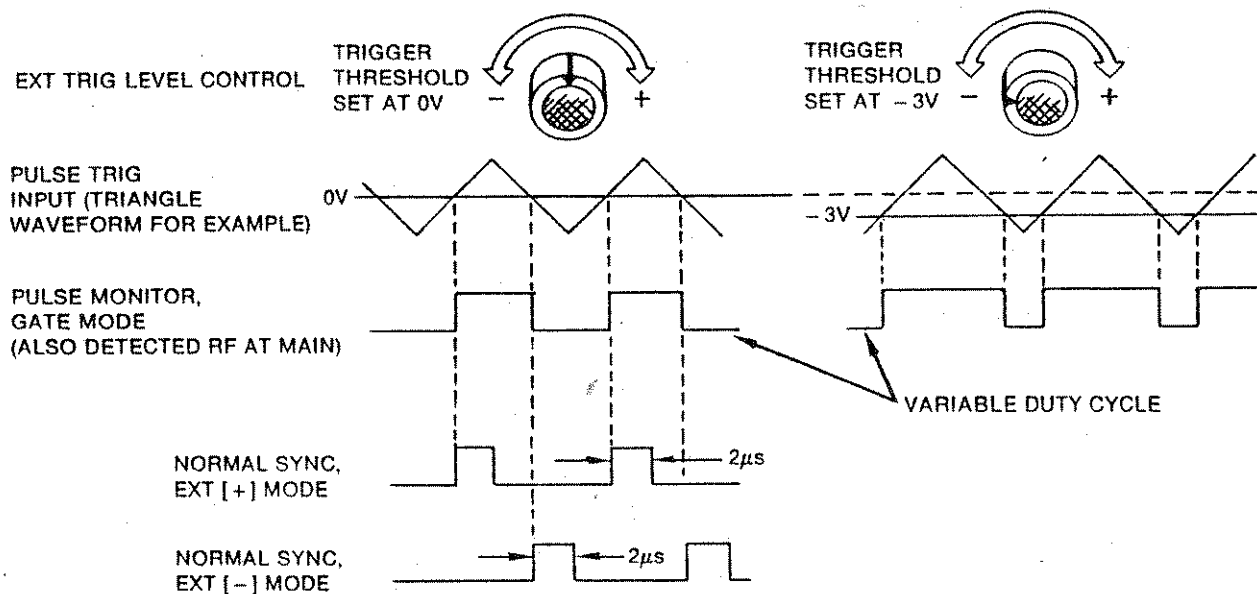 EXT TRIG LEVEL CONTROL
TRIGGER
THRESHOLD
SET AT 0V
−
+
TRIGGER
THRESHOLD
SET AT −3V
−
+
PULSE TRIG
INPUT (TRIANGLE
WAVEFORM FOR EXAMPLE)
0V
−3V
PULSE MONITOR,
GATE MODE
(ALSO DETECTED RF AT MAIN)
VARIABLE DUTY CYCLE
NORMAL SYNC,
EXT [+] MODE
2µs
NORMAL SYNC,
EXT [−] MODE
2µs